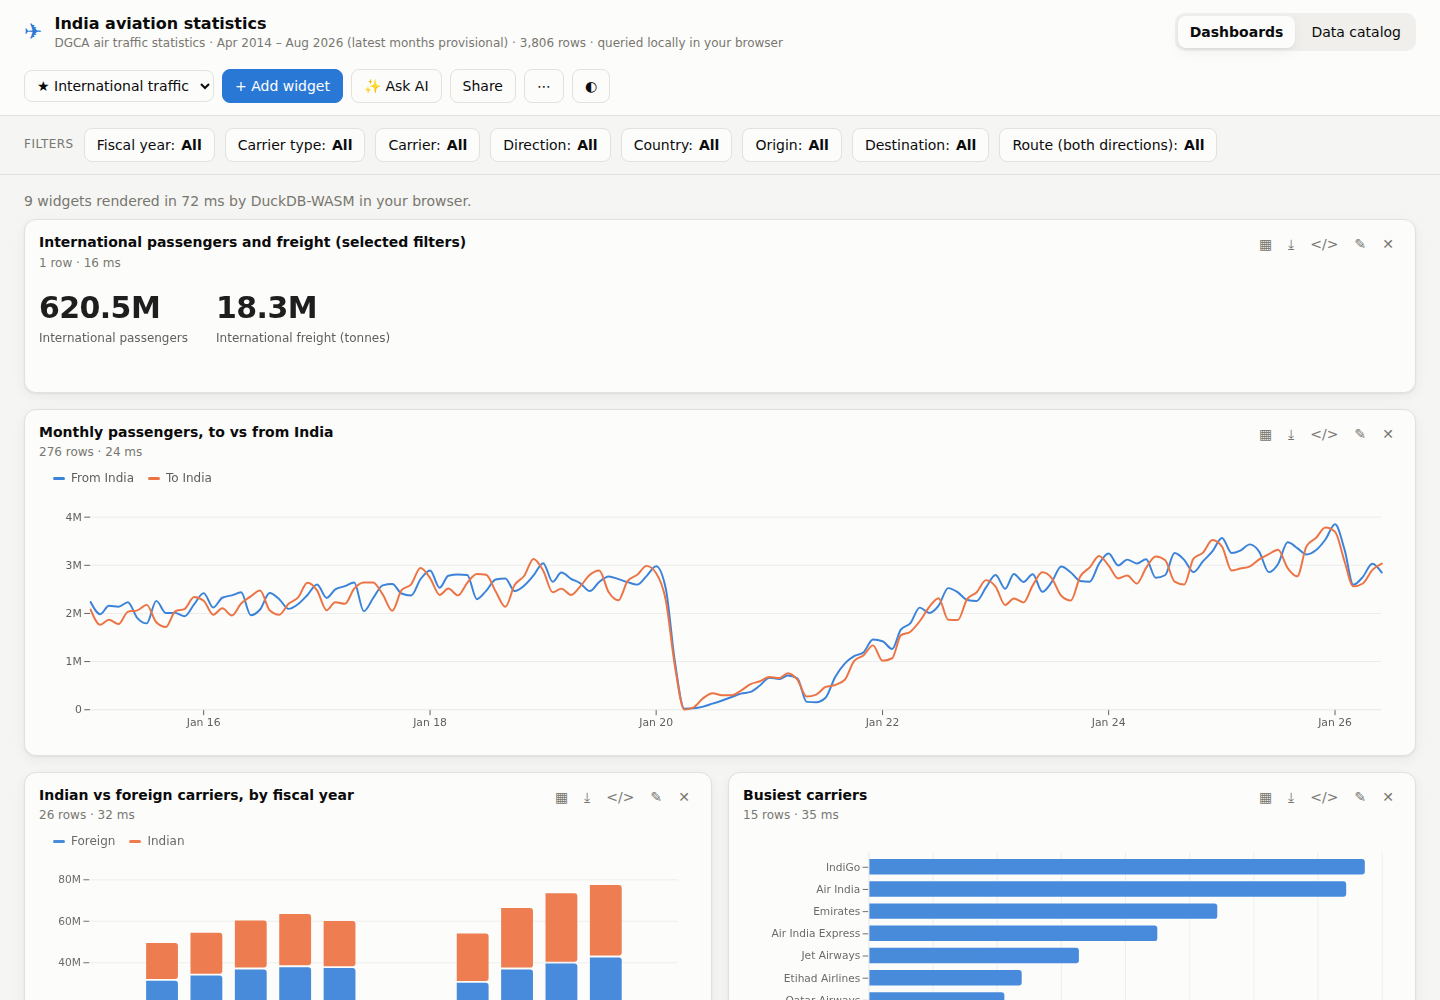 ✈ India aviation statistics
DGCA air traffic statistics · Apr 2014 – Aug 2026 (latest months provisional) · 3,806 rows · queried locally in your browser
Dashboards Data catalog
★ International traffic + Add widget ✨ Ask AI Share ⋯ ◐
FILTERS Fiscal year: All Carrier type: All Carrier: All Direction: All Country: All Origin: All Destination: All Route (both directions): All
9 widgets rendered in 72 ms by DuckDB-WASM in your browser.
International passengers and freight (selected filters)
▦ ⤓ </> ✎ ✕
1 row · 16 ms
620.5M 18.3M
International passengers International freight (tonnes)
Monthly passengers, to vs from India
▦ ⤓ </> ✎ ✕
276 rows · 24 ms
From India To India
4M
3M
2M
1M
0
Jan 16 Jan 18 Jan 20 Jan 22 Jan 24 Jan 26
Indian vs foreign carriers, by fiscal year
▦ ⤓ </> ✎ ✕
26 rows · 32 ms
Foreign Indian
80M
60M
40M
Busiest carriers
▦ ⤓ </> ✎ ✕
15 rows · 35 ms
IndiGo
Air India
Emirates
Air India Express
Jet Airways
Etihad Airlines
Qatar Airways